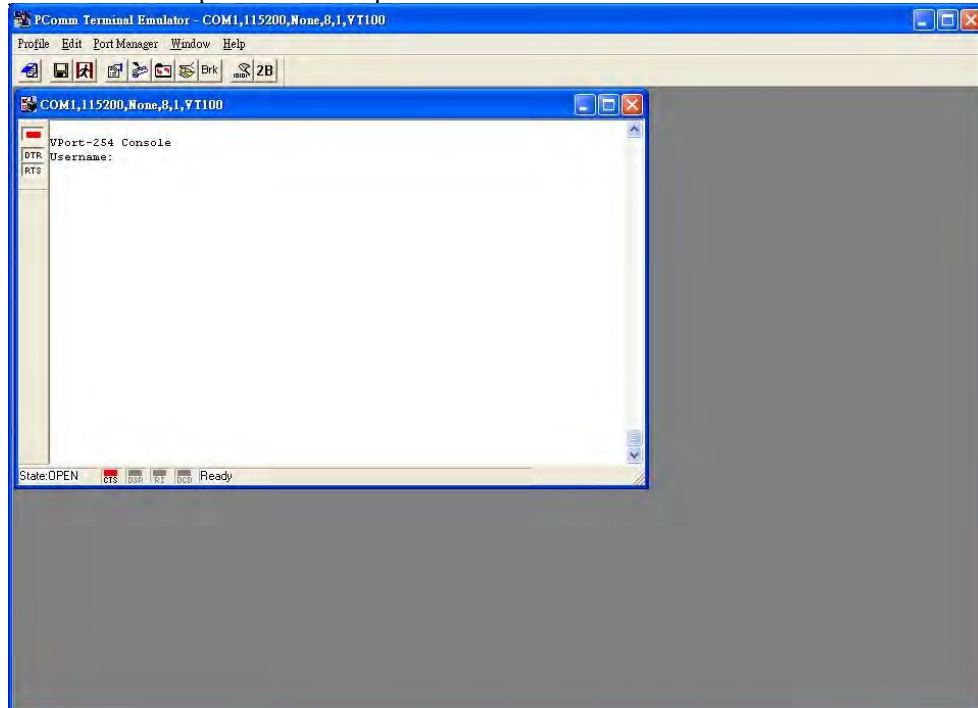 PComm Terminal Emulator - COM1,115200,None,8,1,VT100
Profile Edit Port Manager Window Help
Brk 2B
COM1,115200,None,8,1,VT100
DTR
RTS
VPort-254 Console
Username:
State:OPEN CTS DSR RI DCD Ready